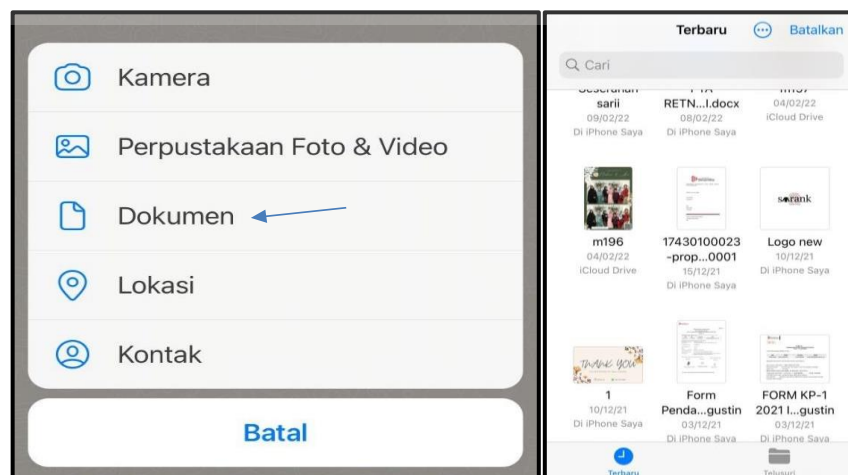 Kamera
Perpustakaan Foto & Video
Dokumen
Lokasi
Kontak
Batal
Terbaru
Batalkan
Cari
sarii
RETN...l.docx
09/02/22
08/02/22
04/02/22
Di iPhone Saya
Di iPhone Saya
iCloud Drive
m196
17430100023
-prop...0001
Logo new
04/02/22
15/12/21
10/12/21
iCloud Drive
Di iPhone Saya
Di iPhone Saya
THANK YOU
1
Form
Penda...gustin
FORM KP-1
2021 I...gustin
10/12/21
03/12/21
03/12/21
Di iPhone Saya
Di iPhone Saya
Di iPhone Saya
Terbaru
Telusuri